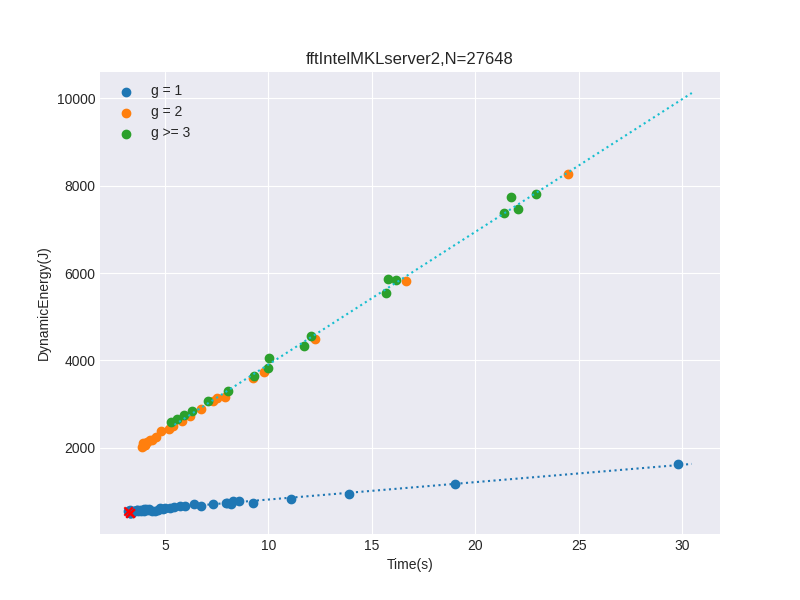 fftIntelMKLserver2,N=27648
g = 1
g = 2
g >= 3
DynamicEnergy(J)
10000
8000
6000
4000
2000
5 10 15 20 25 30
Time(s)